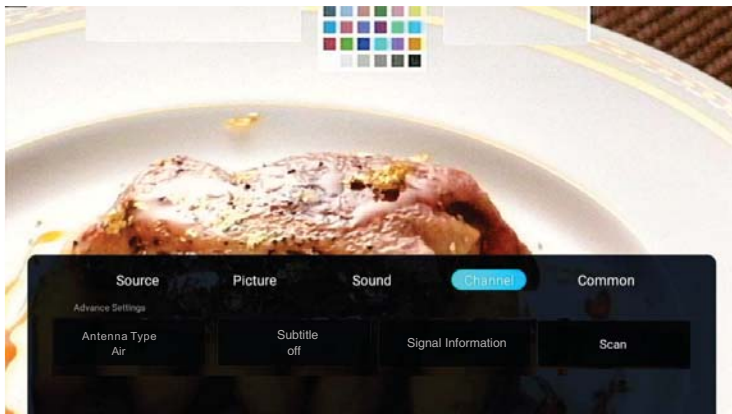 Source Picture Sound Channel Common
Advance Settings
Antenna Type
Air
Subtitle
off
Signal Information
Scan